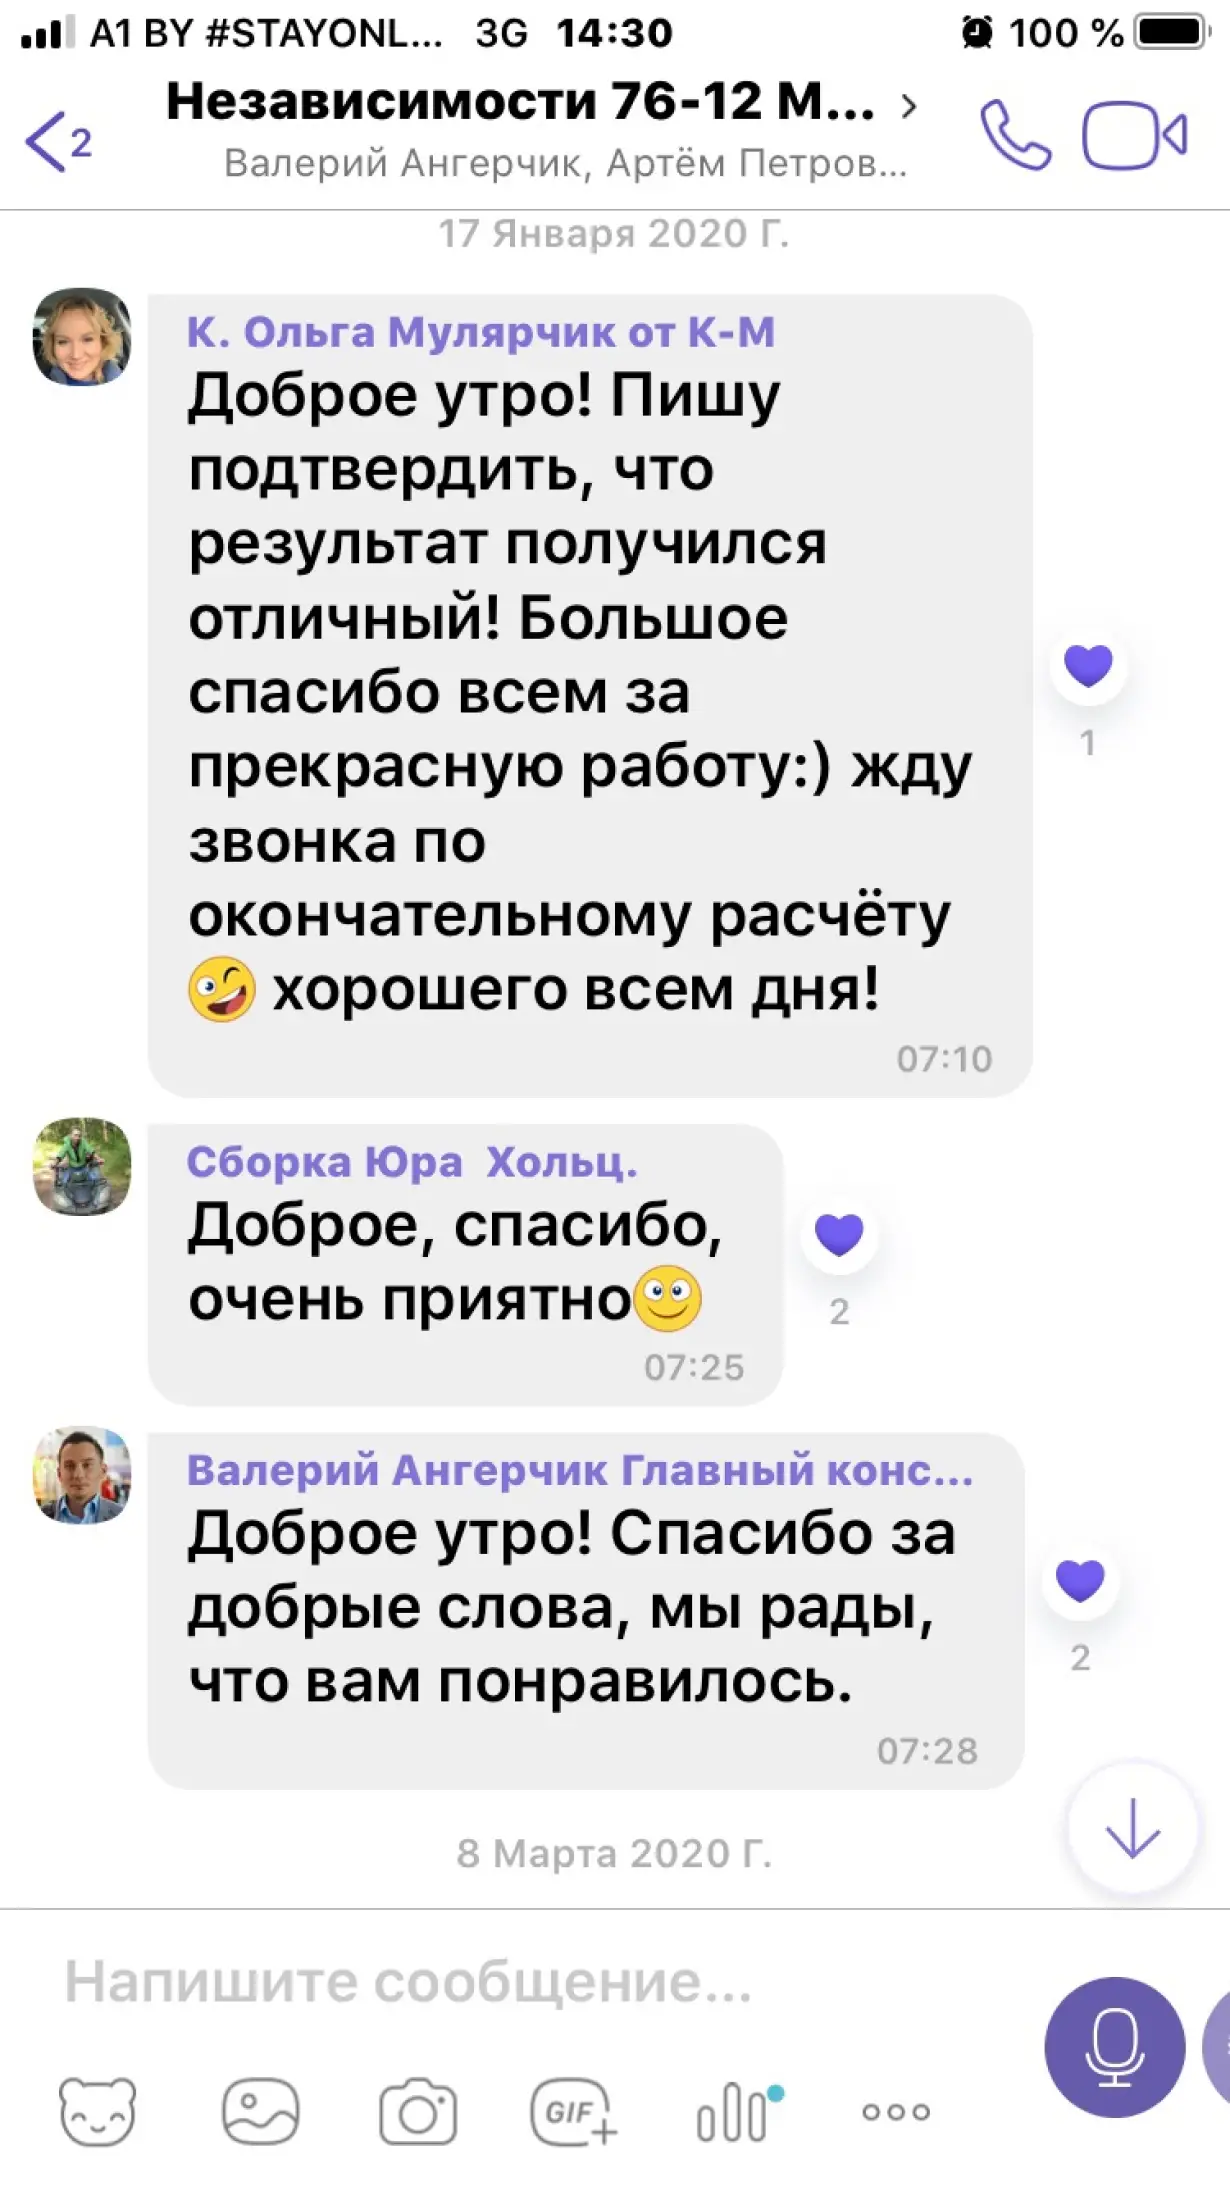 A1 BY #STAYONL... 3G 14:30 100 %
2
Независимости 76-12 М... >
Валерий Ангерчик, Артём Петров...
17 Января 2020 Г.
К. Ольга Мулярчик от К-М
Доброе утро! Пишу
подтвердить, что
результат получился
отличный! Большое
спасибо всем за
прекрасную работу:) жду
звонка по
окончательному расчёту
хорошего всем дня!
07:10
1
Сборка Юра Хольц.
Доброе, спасибо,
очень приятно
07:25
2
Валерий Ангерчик Главный конс...
Доброе утро! Спасибо за
добрые слова, мы рады,
что вам понравилось.
07:28
2
8 Марта 2020 Г.
Напишите сообщение...
GIF